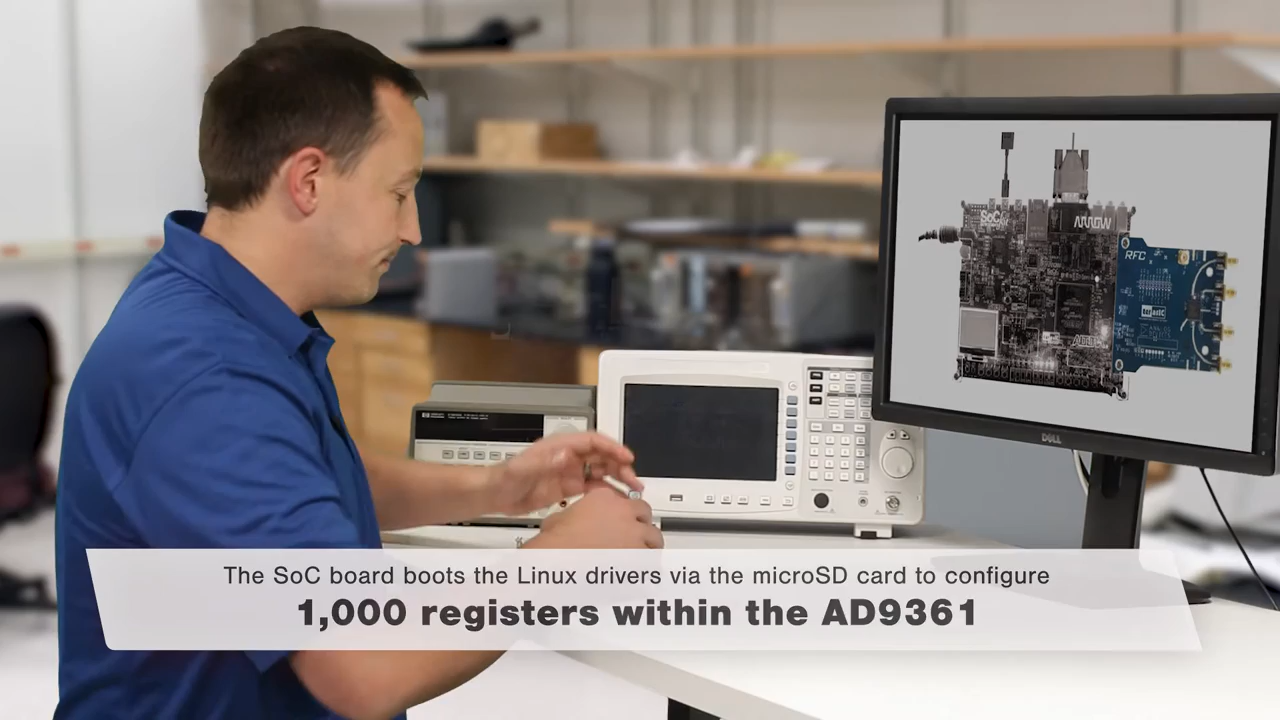 SoC
ARROW
RFC
DELL
The SoC board boots the Linux drivers via the microSD card to configure
1,000 registers within the AD9361